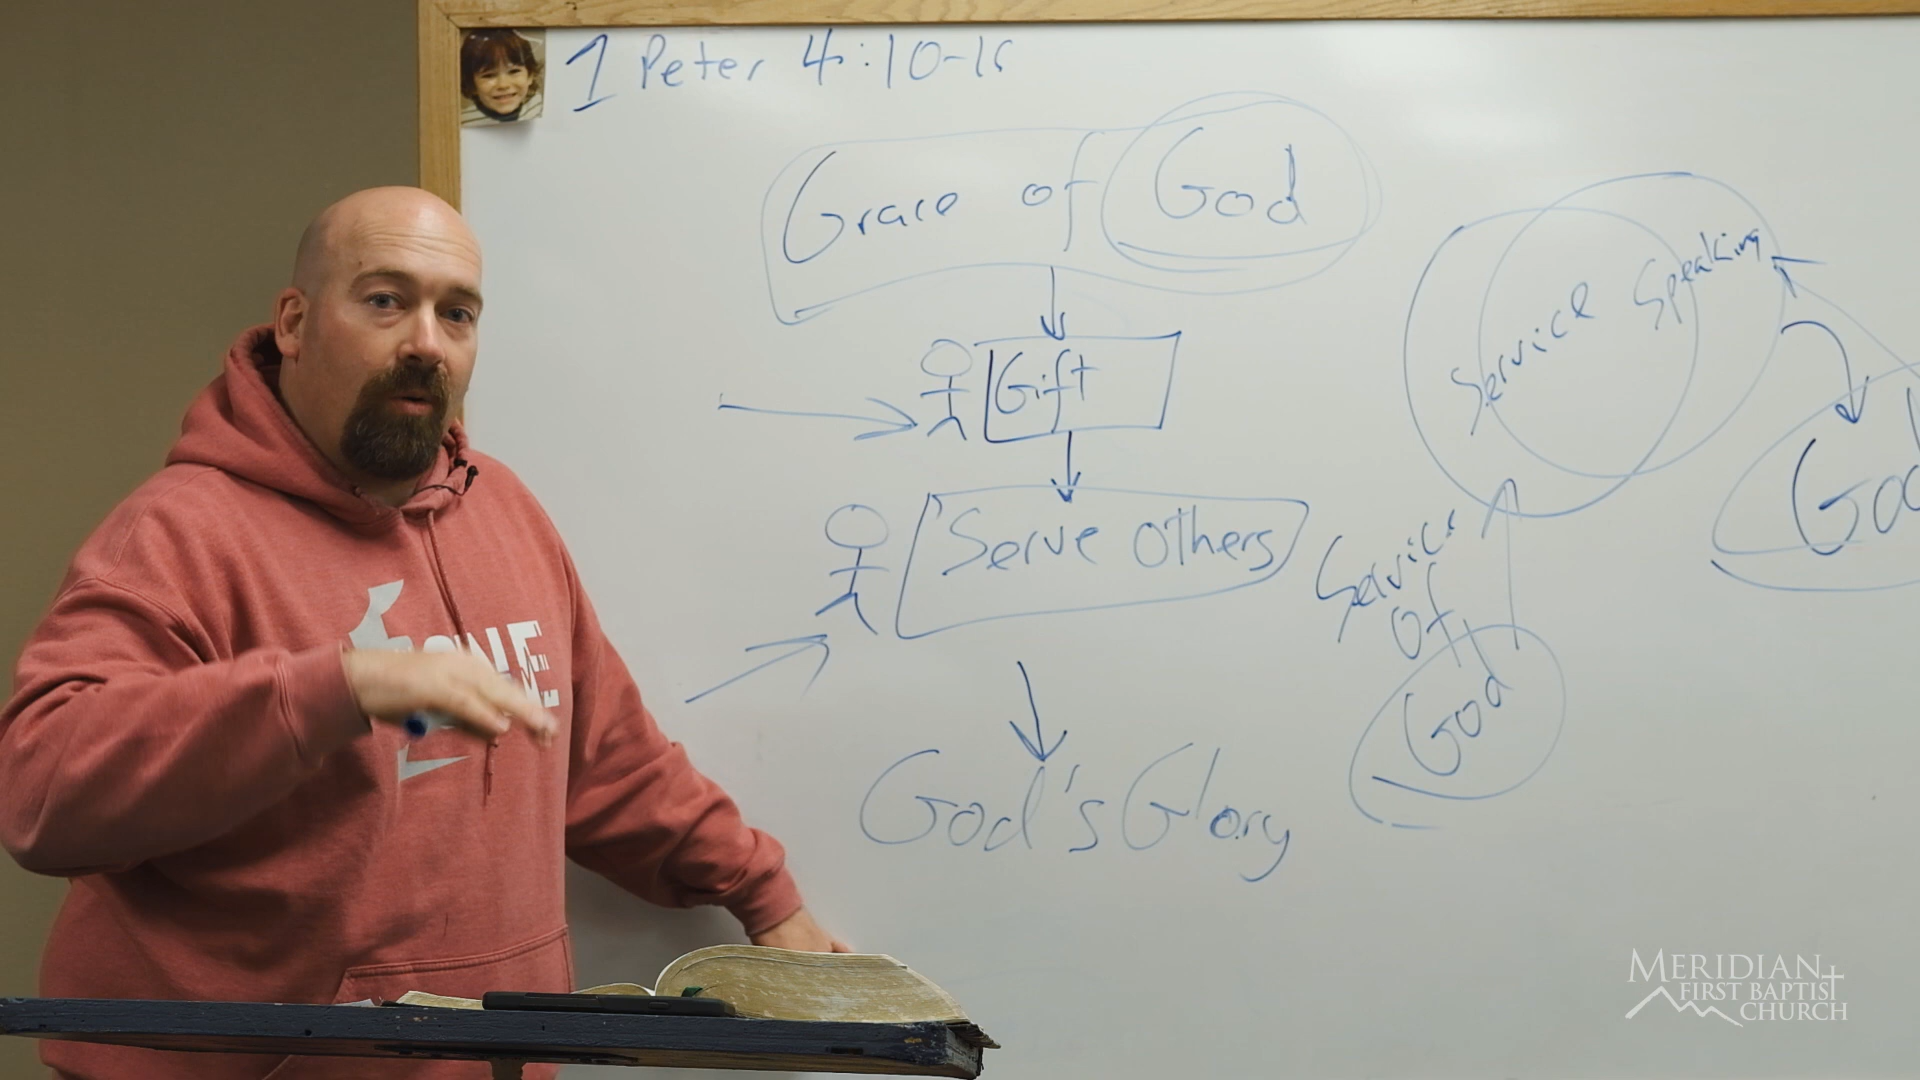 1 Peter 4:10-
Grace of God
Gift
Serve Others
God's Glory
Service Speaking
Service
Of
God
God
MERIDIAN
FIRST BAPTIST
CHURCH